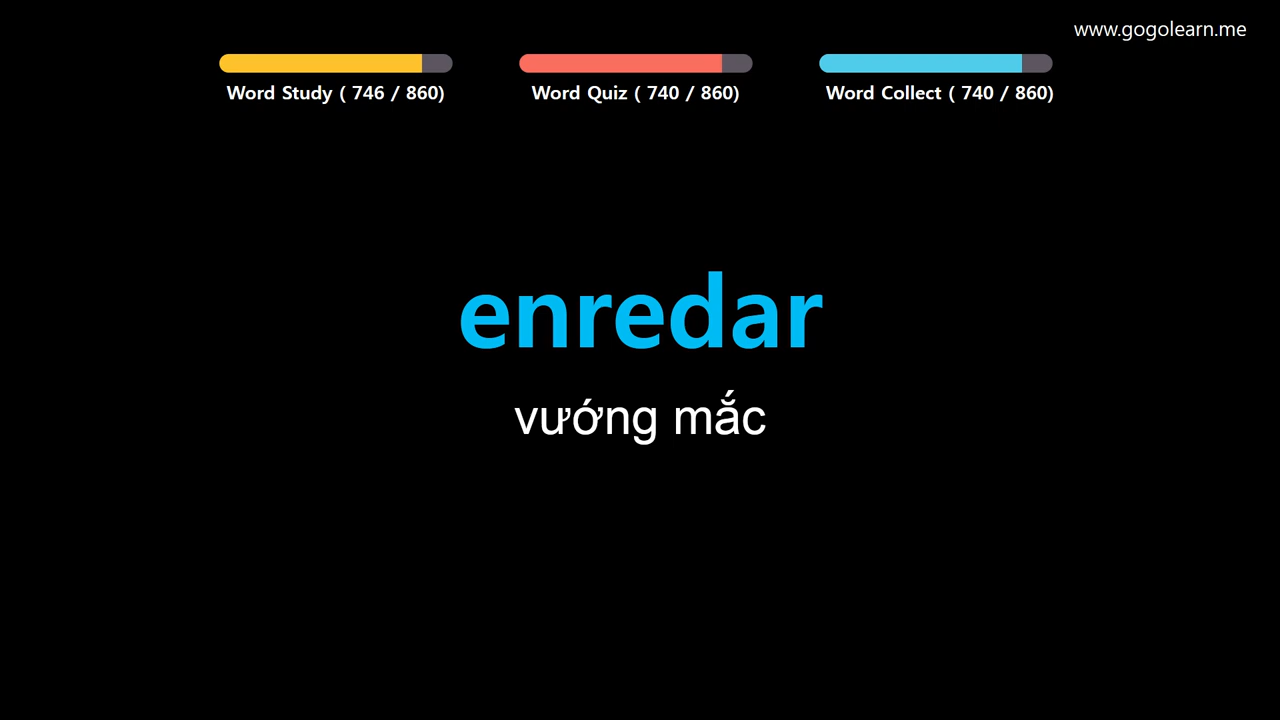 www.gogolearn.me
Word Study ( 746 / 860)
Word Quiz ( 740 / 860)
Word Collect ( 740 / 860)
enredar
vướng mắc